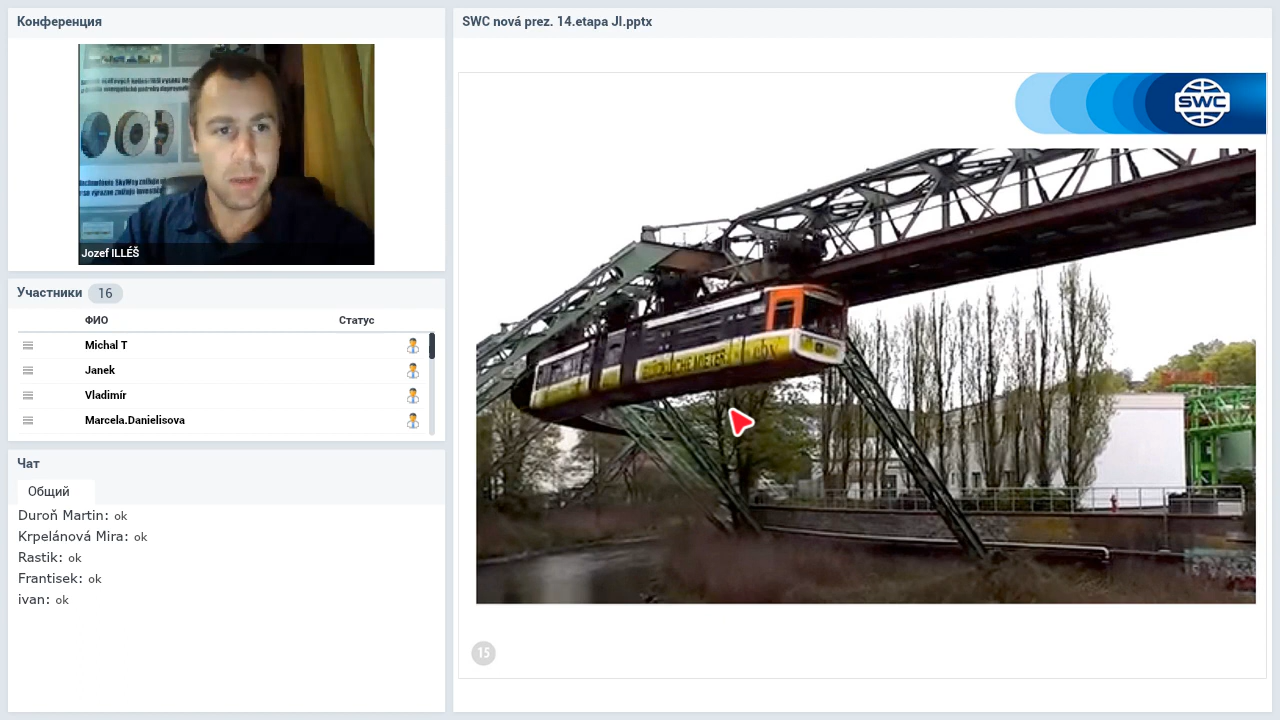 Конференция
Jozef ILLÉŠ
Участники 16
ФИО Статус
Michal T
Janek
Vladimír
Marcela.Danielisova
Чат
Общий
Duroň Martin: ok
Krpelánová Mira: ok
Rastik: ok
Frantisek: ok
ivan: ok
SWC nová prez. 14.etapa JI.pptx
SWC
15